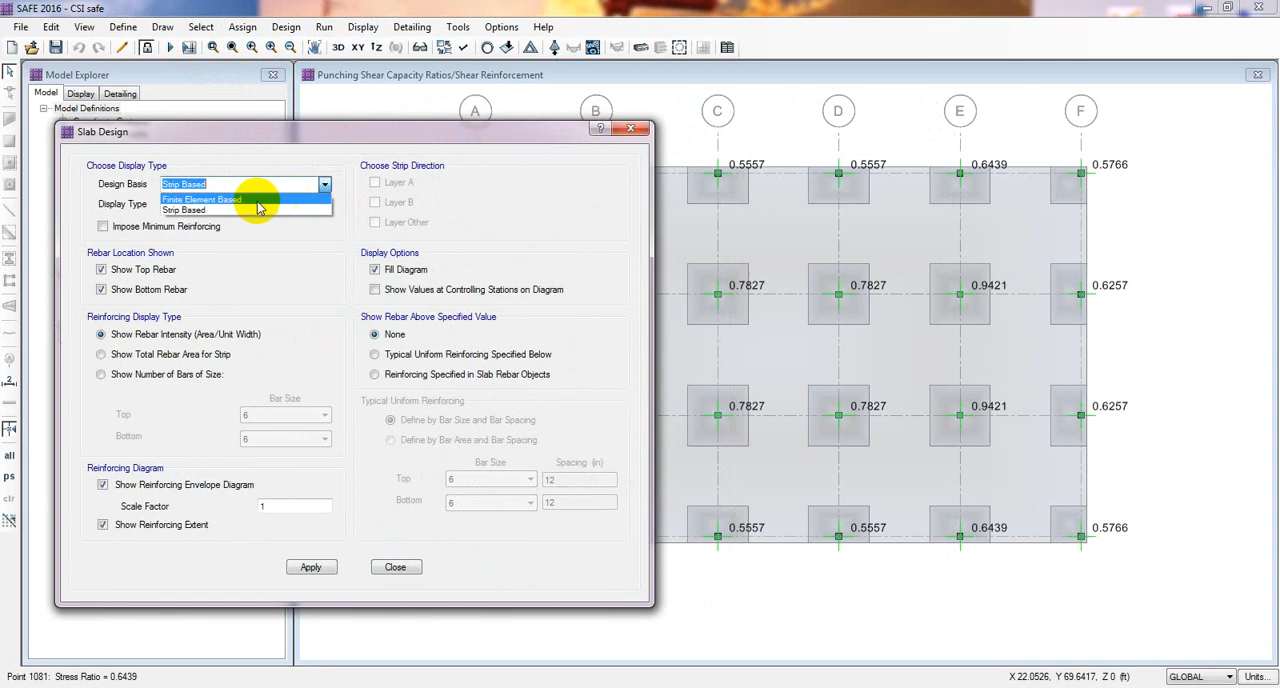 SAFE 2016 - CSI safe
File Edit View Define Draw Select Assign Design Run Display Detailing Tools Options Help
3D XY
Model Explorer
Punching Shear Capacity Ratios/Shear Reinforcement
Model Display Detailing
Model Definitions
A B C D E F
Slab Design
Choose Display Type
Design Basis Strip Based
Finite Element Based
Strip Based
Display Type
Impose Minimum Reinforcing
Choose Strip Direction
Layer A
Layer B
Layer Other
Rebar Location Shown
Show Top Rebar
Show Bottom Rebar
Display Options
Fill Diagram
Show Values at Controlling Stations on Diagram
Reinforcing Display Type
Show Rebar Intensity (Area/Unit Width)
Show Total Rebar Area for Strip
Show Number of Bars of Size:
Bar Size
Top 6
Bottom 6
Show Rebar Above Specified Value
None
Typical Uniform Reinforcing Specified Below
Reinforcing Specified in Slab Rebar Objects
Typical Uniform Reinforcing
Define by Bar Size and Bar Spacing
Define by Bar Area and Bar Spacing
Bar Size Spacing (in)
Top 6 12
Bottom 6 12
Reinforcing Diagram
Show Reinforcing Envelope Diagram
Scale Factor 1
Show Reinforcing Extent
Apply Close
0.5557 0.5557 0.6439 0.5766
0.7827 0.7827 0.9421 0.6257
0.7827 0.7827 0.9421 0.6257
0.5557 0.5557 0.6439 0.5766
all
ps
clr
Point 1081: Stress Ratio = 0.6439
X 22.0526, Y 69.6417, Z 0 (ft)
GLOBAL
Units...